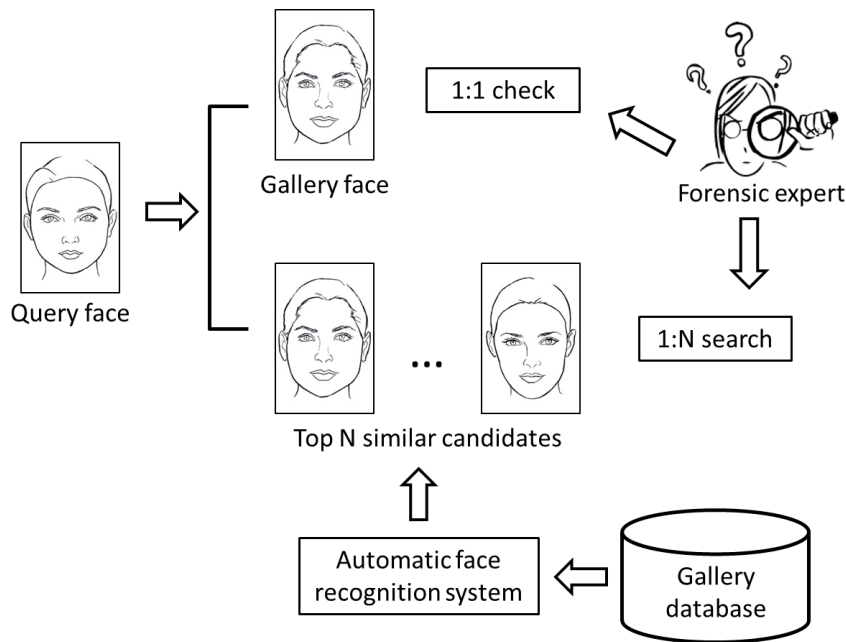 1:1 check
Gallery face
Forensic expert
Query face
1:N search
...
Top N similar candidates
Automatic face
recognition system
Gallery
database